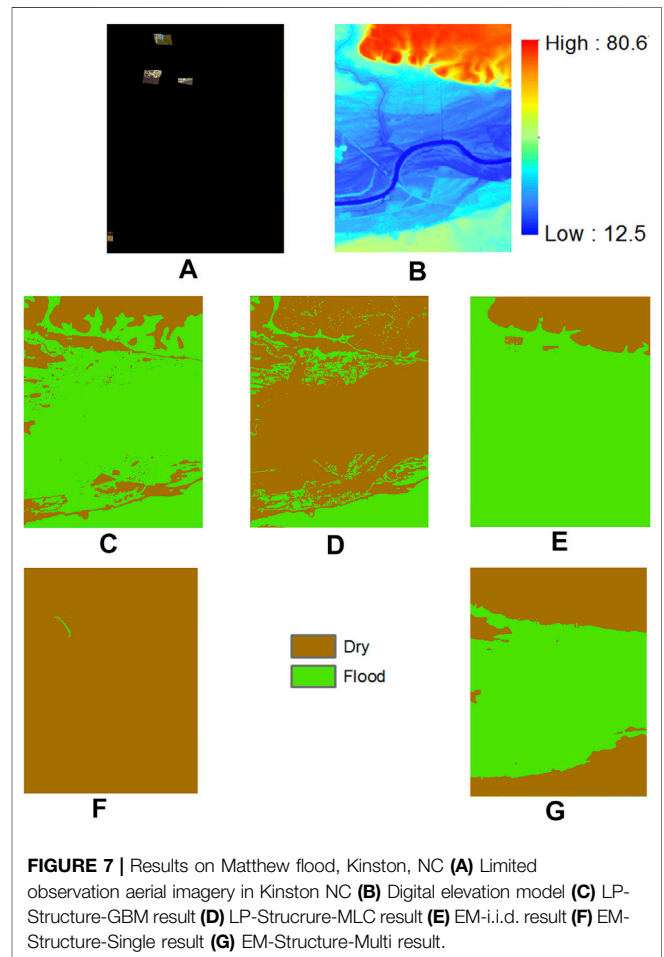 High : 80.6
Low : 12.5
A
B
C
D
E
Dry
Flood
F
G
FIGURE 7 | Results on Matthew flood, Kinston, NC (A) Limited
observation aerial imagery in Kinston NC (B) Digital elevation model (C) LP-
Structure-GBM result (D) LP-Strucrure-MLC result (E) EM-i.i.d. result (F) EM-
Structure-Single result (G) EM-Structure-Multi result.